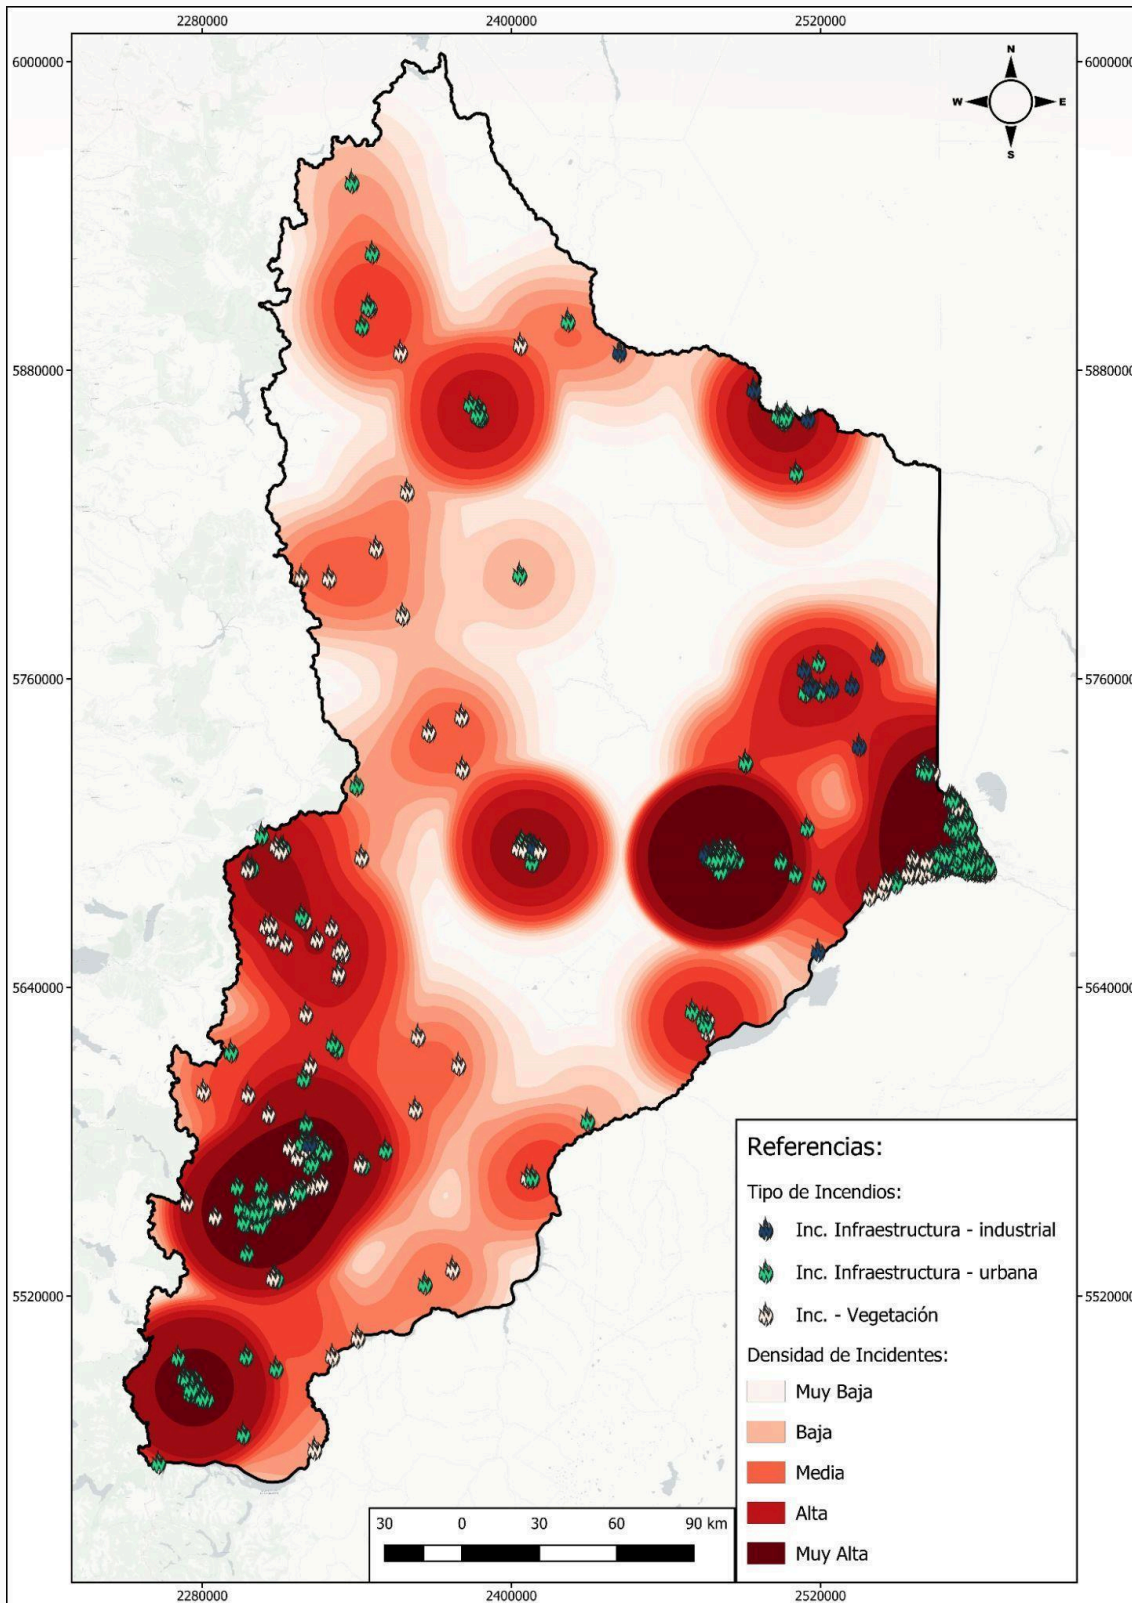 2280000 2400000 2520000
6000000 6000000
N
W E
S
5880000 5880000
5760000 5760000
5640000 5640000
Referencias:
Tipo de Incendios:
Inc. Infraestructura - industrial
Inc. Infraestructura - urbana
5520000 5520000
Inc. - Vegetación
Densidad de Incidentes:
Muy Baja
Baja
Media
Alta
Muy Alta
30 0 30 60 90 km
2280000 2400000 2520000